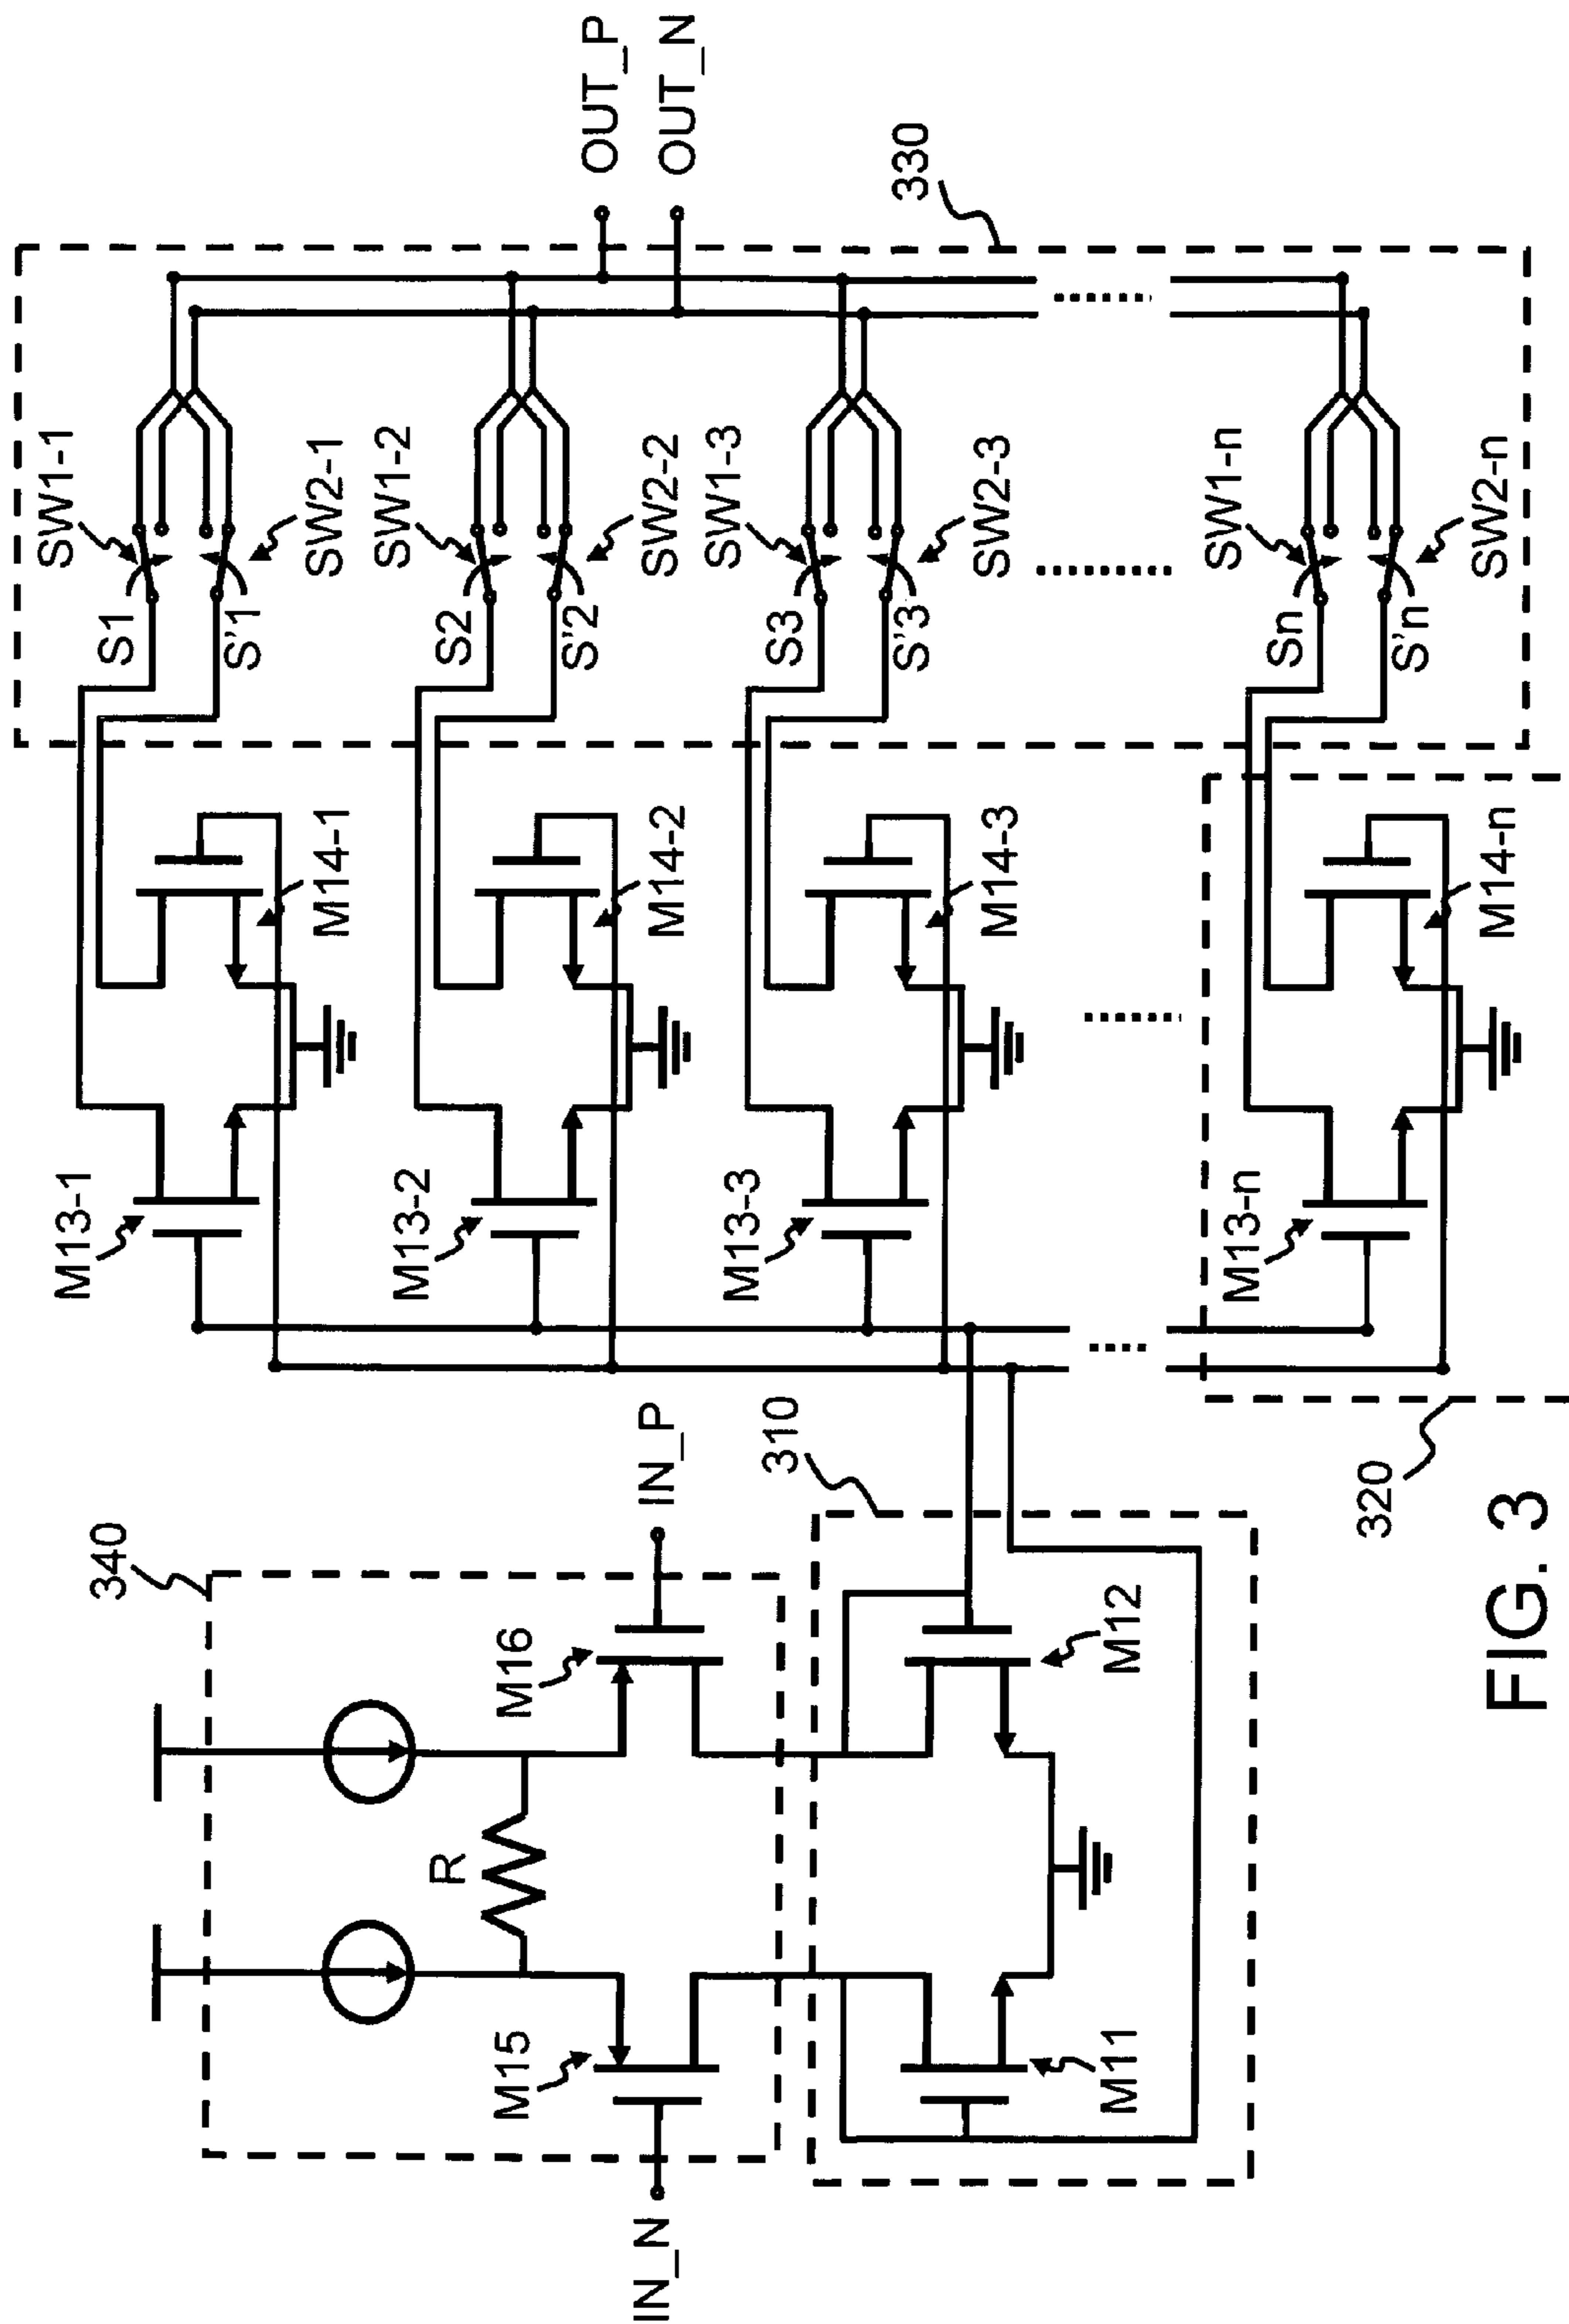 340
IN_N
M15
R
M16
IN_P
310
M11
M12
M13-1
M14-1
S1
S'1
SW1-1
SW2-1
M13-2
M14-2
S2
S'2
SW1-2
SW2-2
M13-3
M14-3
S3
S'3
SW1-3
SW2-3
M13-n
M14-n
Sn
S'n
SW1-n
SW2-n
OUT_P
OUT_N
330
320
FIG. 3